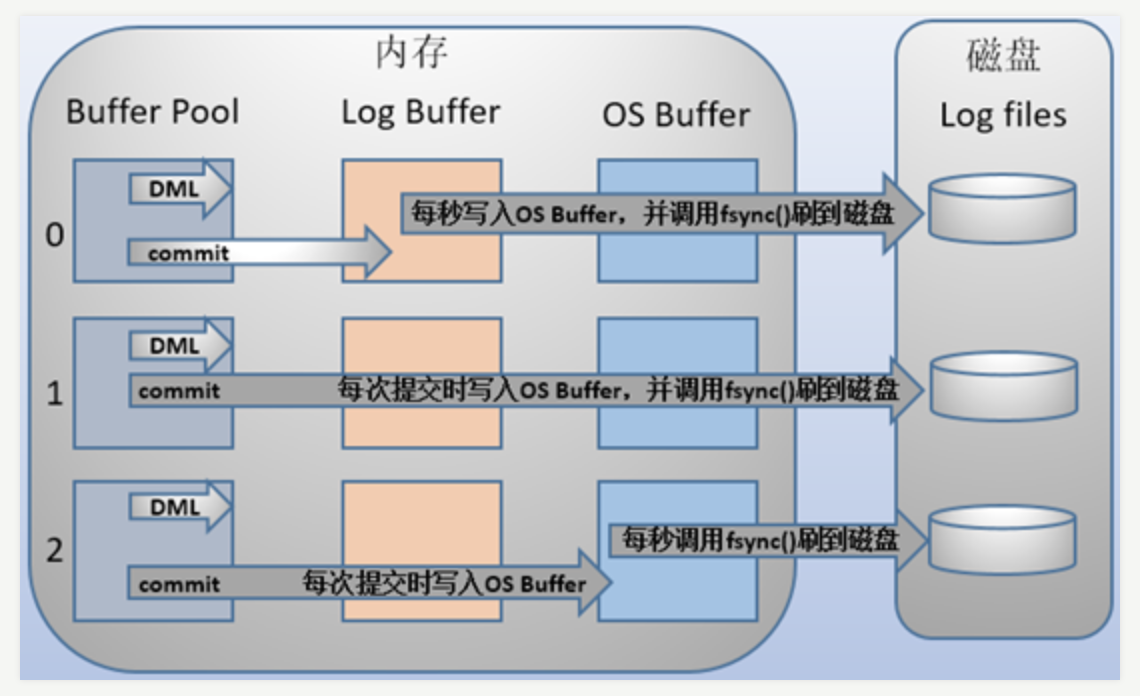 内存
磁盘
Buffer Pool
Log Buffer
OS Buffer
Log files
0
DML
每秒写入OS Buffer，并调用fsync()刷到磁盘
commit
1
DML
commit
每次提交时写入OS Buffer，并调用fsync()刷到磁盘
2
DML
每秒调用fsync()刷到磁盘
commit
每次提交时写入OS Buffer